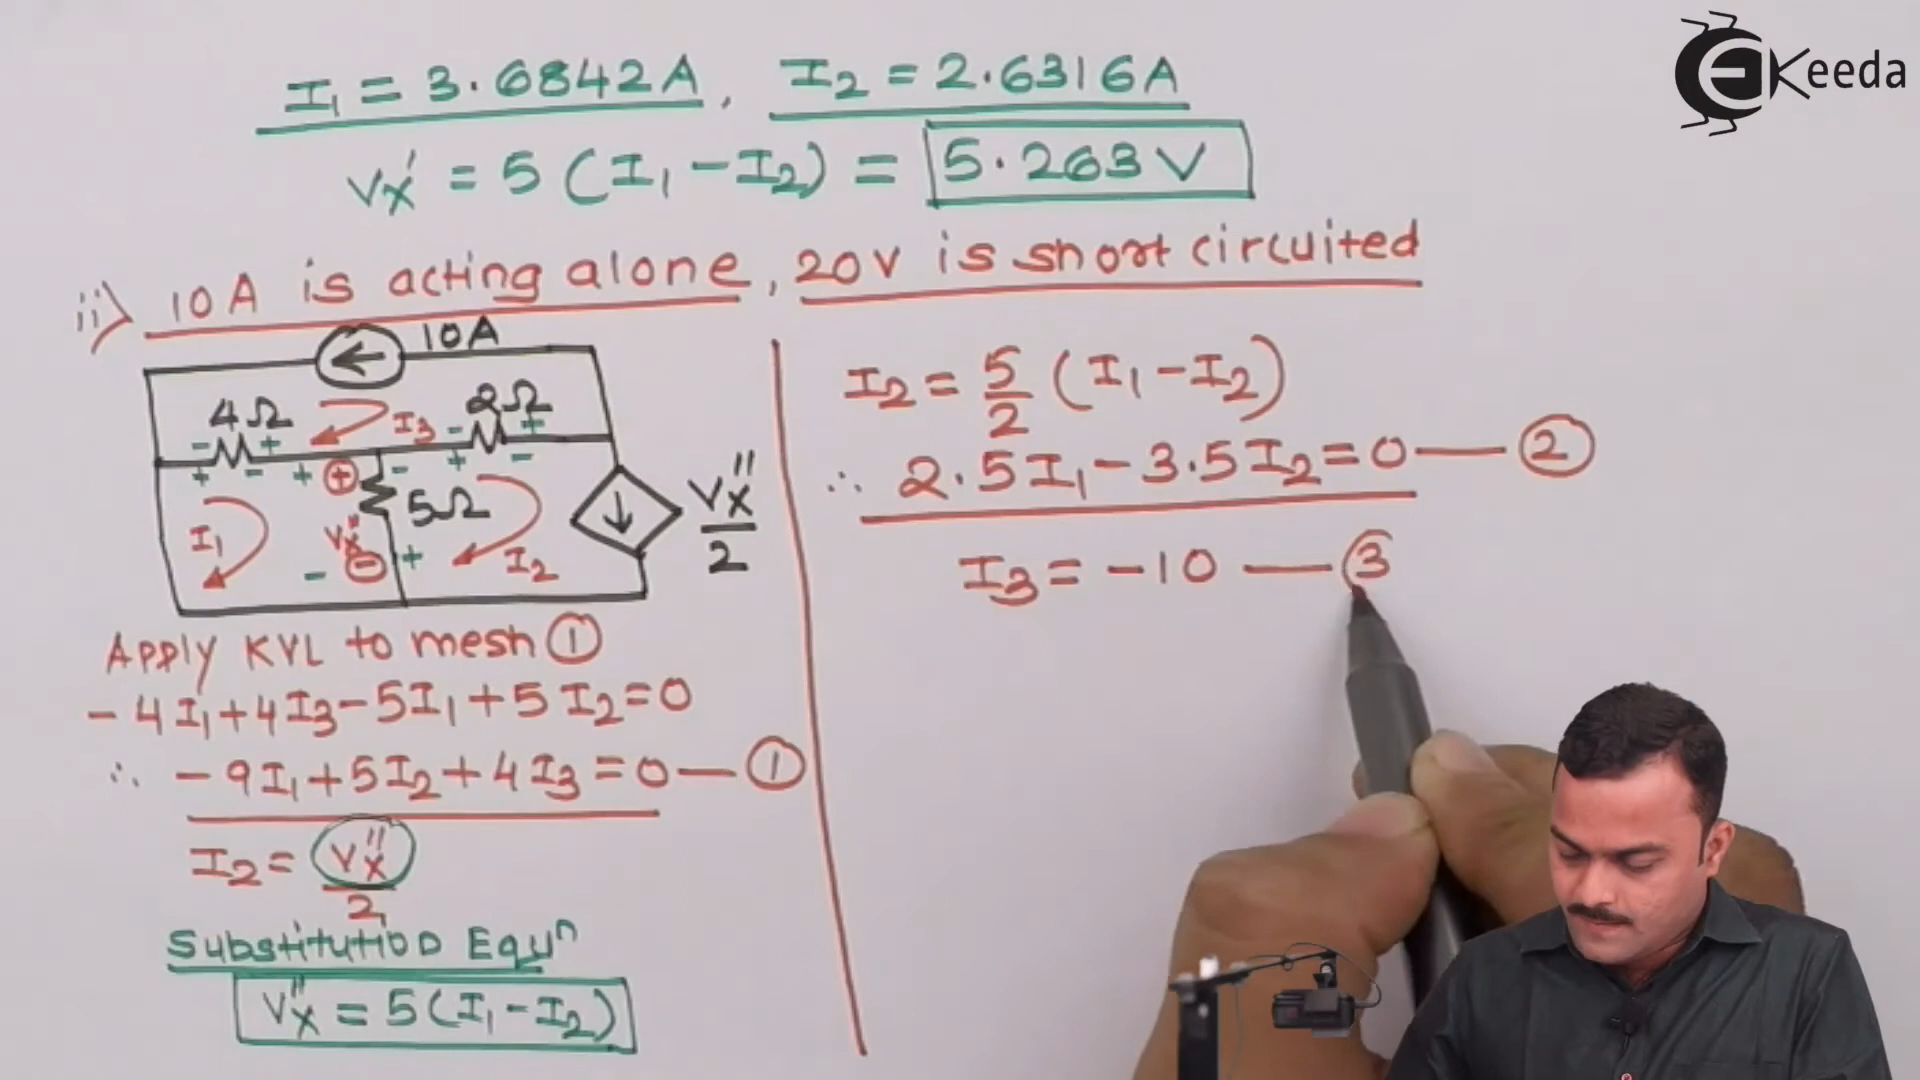 I₁ = 3.6842A, I₂ = 2.6316A
Vx' = 5 (I₁ - I₂) = 5.263 V
EKeeda
ii) 10A is acting alone, 20V is short circuited
10A
4Ω
2Ω
I₃
- +
- +
+ -
+ -
+ + -
5Ω
Vx''
I₁
I₂
- - +
Vx''/2
Apply KVL to mesh ①
-4I₁+4I₃-5I₁+5I₂=0
∴ -9I₁+5I₂+4I₃=0 — ①
I₂ = Vx''/2
Substitution Equⁿ
Vx'' = 5(I₁-I₂)
I₂ = 5/2 (I₁-I₂)
∴ 2.5I₁-3.5I₂=0 — ②
I₃ = -10 — ③